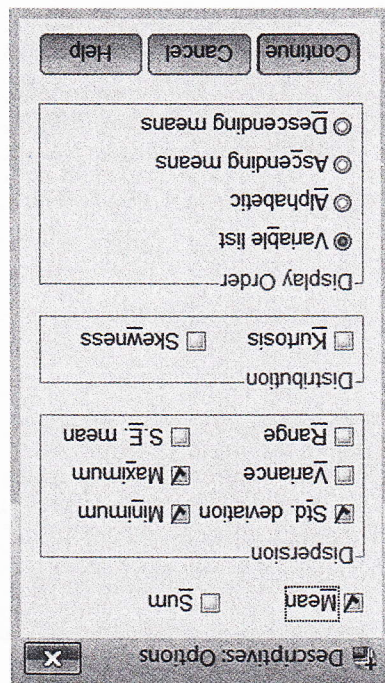 Descriptives: Options
Mean Sum
Dispersion
Std. deviation Minimum
Variance Maximum
Range S.E. mean
Distribution
Kurtosis Skewness
Display Order
Variable list
Alphabetic
Ascending means
Descending means
Continue Cancel Help